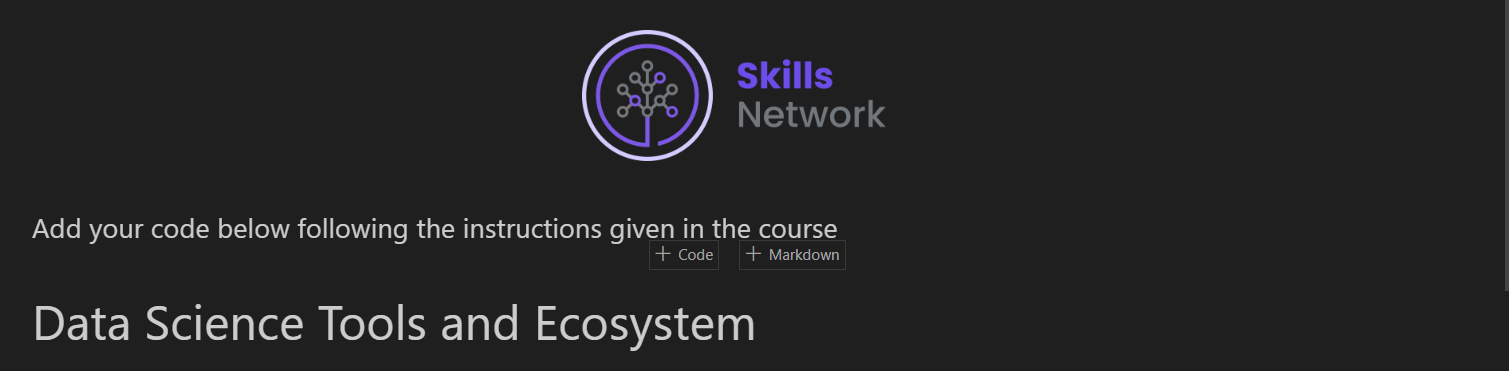 Skills
Network
Add your code below following the instructions given in the course
+ Code + Markdown
Data Science Tools and Ecosystem